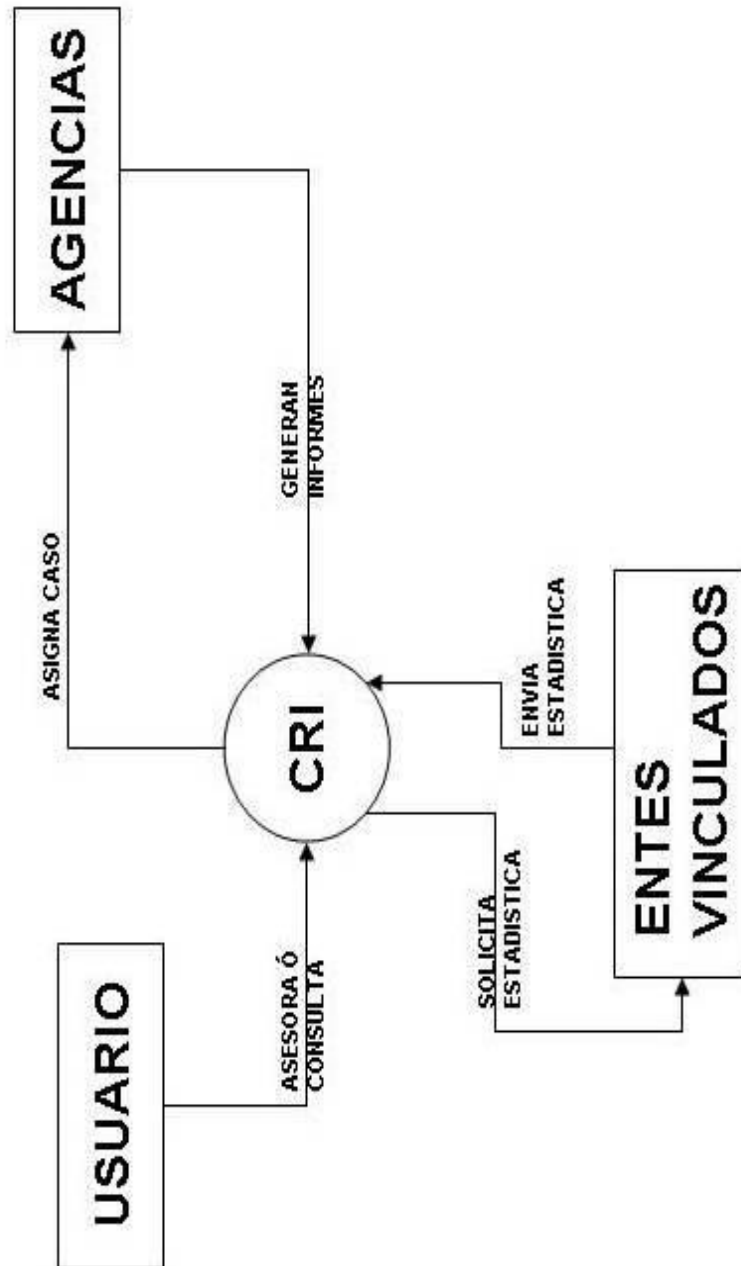 USUARIO
ASESORA Ó
CONSULTA
CRI
ASIGNA CASO
AGENCIAS
GENERAN
INFORMES
SOLICITA
ESTADISTICA
ENVIA
ESTADISTICA
ENTES
VINCULADOS